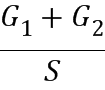 G₁ + G₂
S